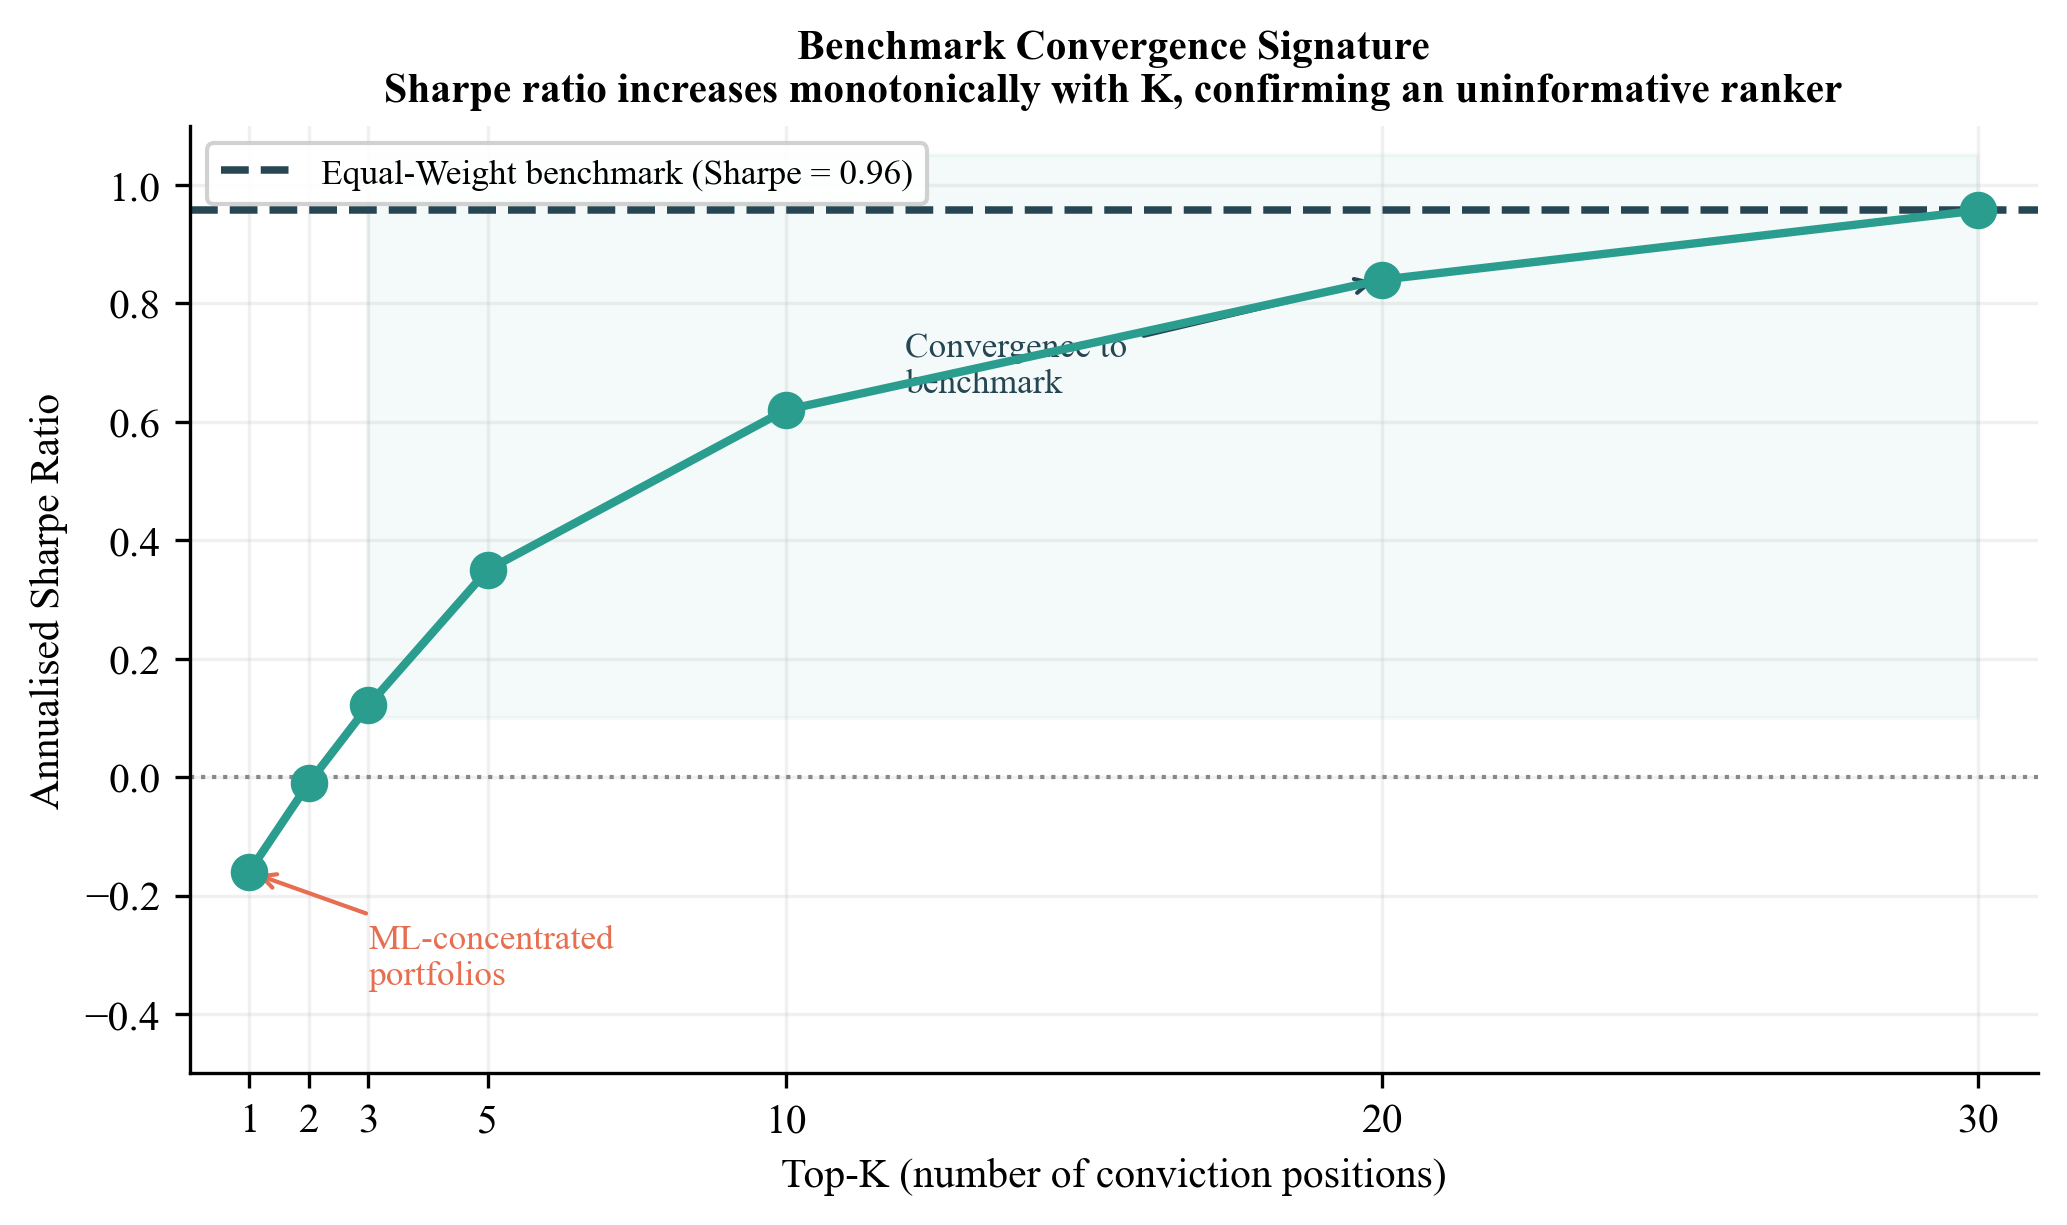 Benchmark Convergence Signature
Sharpe ratio increases monotonically with K, confirming an uninformative ranker
Equal-Weight benchmark (Sharpe = 0.96)
1.0
0.8
0.6
0.4
0.2
0.0
−0.2
−0.4
Annualised Sharpe Ratio
Convergence to
benchmark
ML-concentrated
portfolios
1 2 3 5 10 20 30
Top-K (number of conviction positions)